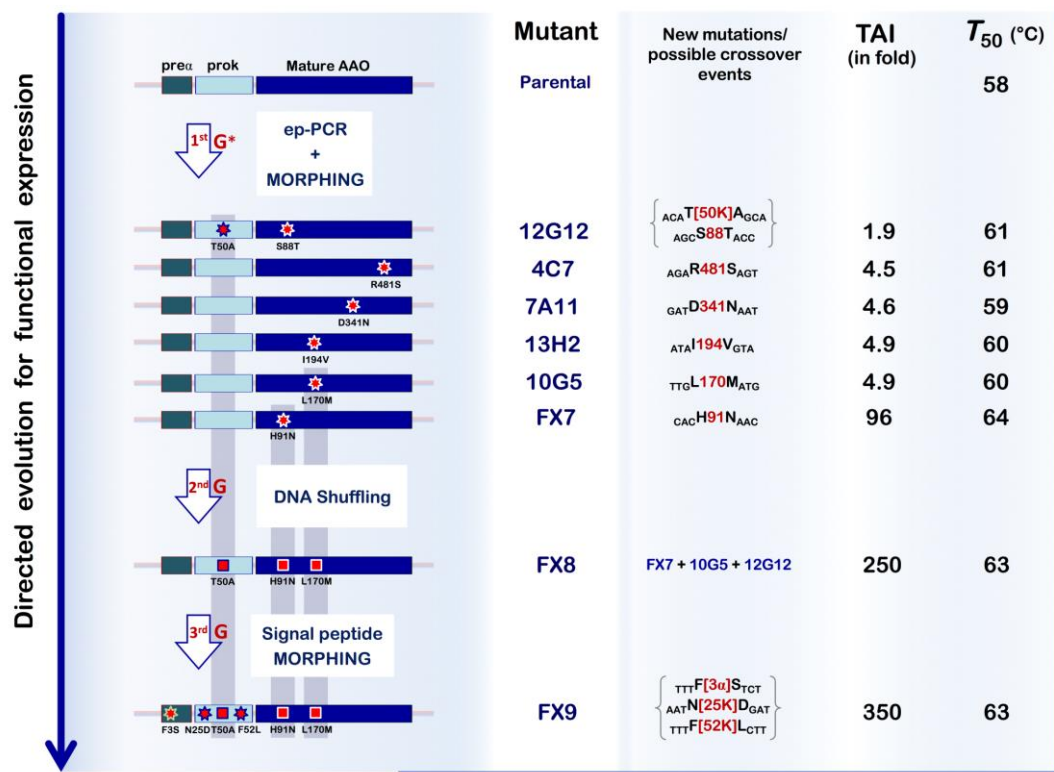 Directed evolution for functional expression
Mutant
New mutations/
possible crossover
events
TAI
(in fold)
T50 (°C)
preα prok Mature AAO
Parental 58
1st G*
ep-PCR
+
MORPHING
T50A S88T
12G12
ACAT[50K]AGCA
AGCS88TACC
1.9 61
R481S
4C7 AGAR481SAGT 4.5 61
D341N
7A11 GATD341NAAT 4.6 59
I194V
13H2 ATAI194VGTA 4.9 60
L170M
10G5 TTGL170MATG 4.9 60
H91N
FX7 CACH91NAAC 96 64
2nd G
DNA Shuffling
T50A H91N L170M
FX8 FX7 + 10G5 + 12G12 250 63
3rd G
Signal peptide
MORPHING
F3S N25D T50A F52L H91N L170M
FX9
TTTF[3α]STCT
AATN[25K]DGAT
TTTF[52K]LCTT
350 63